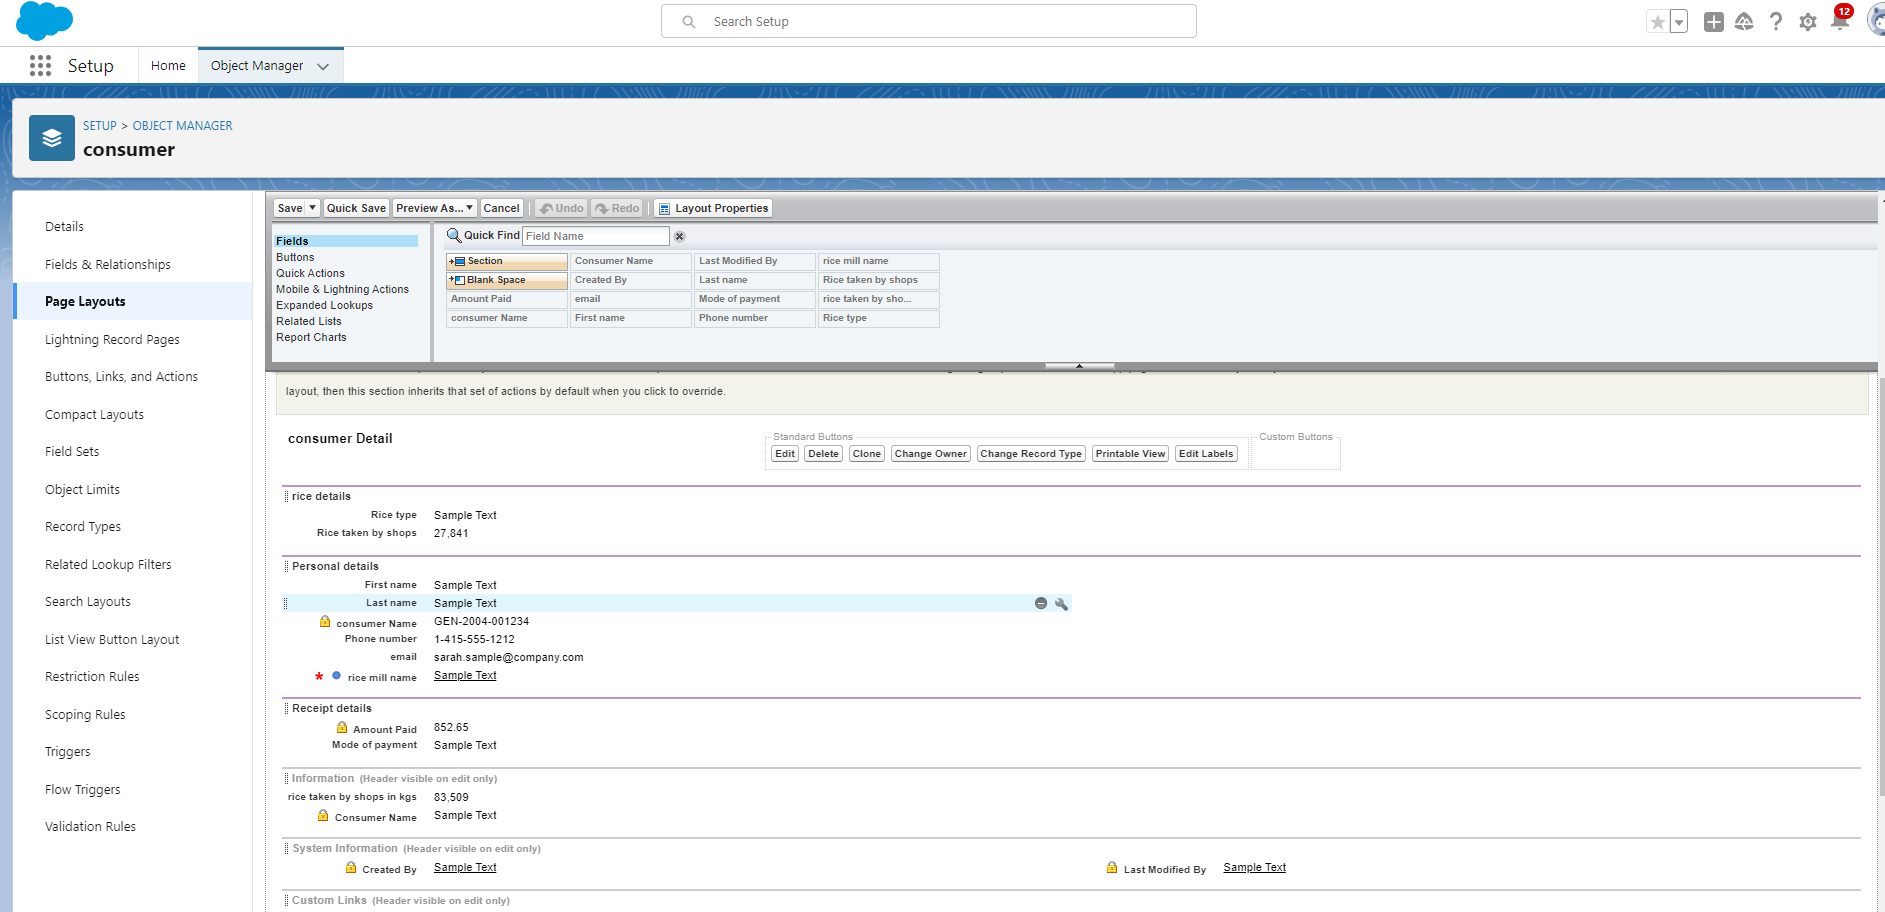 Search Setup
12
Setup
Home
Object Manager
SETUP > OBJECT MANAGER
consumer
Details
Fields & Relationships
Page Layouts
Lightning Record Pages
Buttons, Links, and Actions
Compact Layouts
Field Sets
Object Limits
Record Types
Related Lookup Filters
Search Layouts
List View Button Layout
Restriction Rules
Scoping Rules
Triggers
Flow Triggers
Validation Rules
Save Quick Save Preview As... Cancel Undo Redo Layout Properties
Fields
Buttons
Quick Actions
Mobile & Lightning Actions
Expanded Lookups
Related Lists
Report Charts
Quick Find Field Name
Section Consumer Name Last Modified By rice mill name
Blank Space Created By Last name Rice taken by shops
Amount Paid email Mode of payment rice taken by sho...
consumer Name First name Phone number Rice type
layout, then this section inherits that set of actions by default when you click to override.
consumer Detail
Standard Buttons
Edit Delete Clone Change Owner Change Record Type Printable View Edit Labels
Custom Buttons
rice details
Rice type Sample Text
Rice taken by shops 27,841
Personal details
First name Sample Text
Last name Sample Text
consumer Name GEN-2004-001234
Phone number 1-415-555-1212
email sarah.sample@company.com
* rice mill name Sample Text
Receipt details
Amount Paid 852.65
Mode of payment Sample Text
Information (Header visible on edit only)
rice taken by shops in kgs 83,509
Consumer Name Sample Text
System Information (Header visible on edit only)
Created By Sample Text Last Modified By Sample Text
Custom Links (Header visible on edit only)